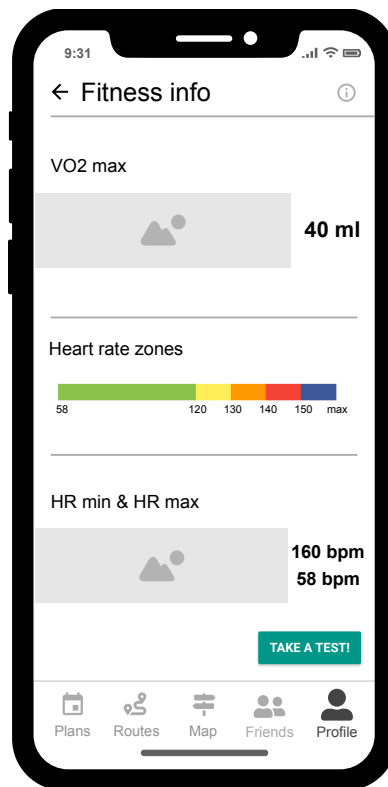 9:31
Fitness info
VO2 max
40 ml
Heart rate zones
58 120 130 140 150 max
HR min & HR max
160 bpm
58 bpm
TAKE A TEST!
Plans Routes Map Friends Profile